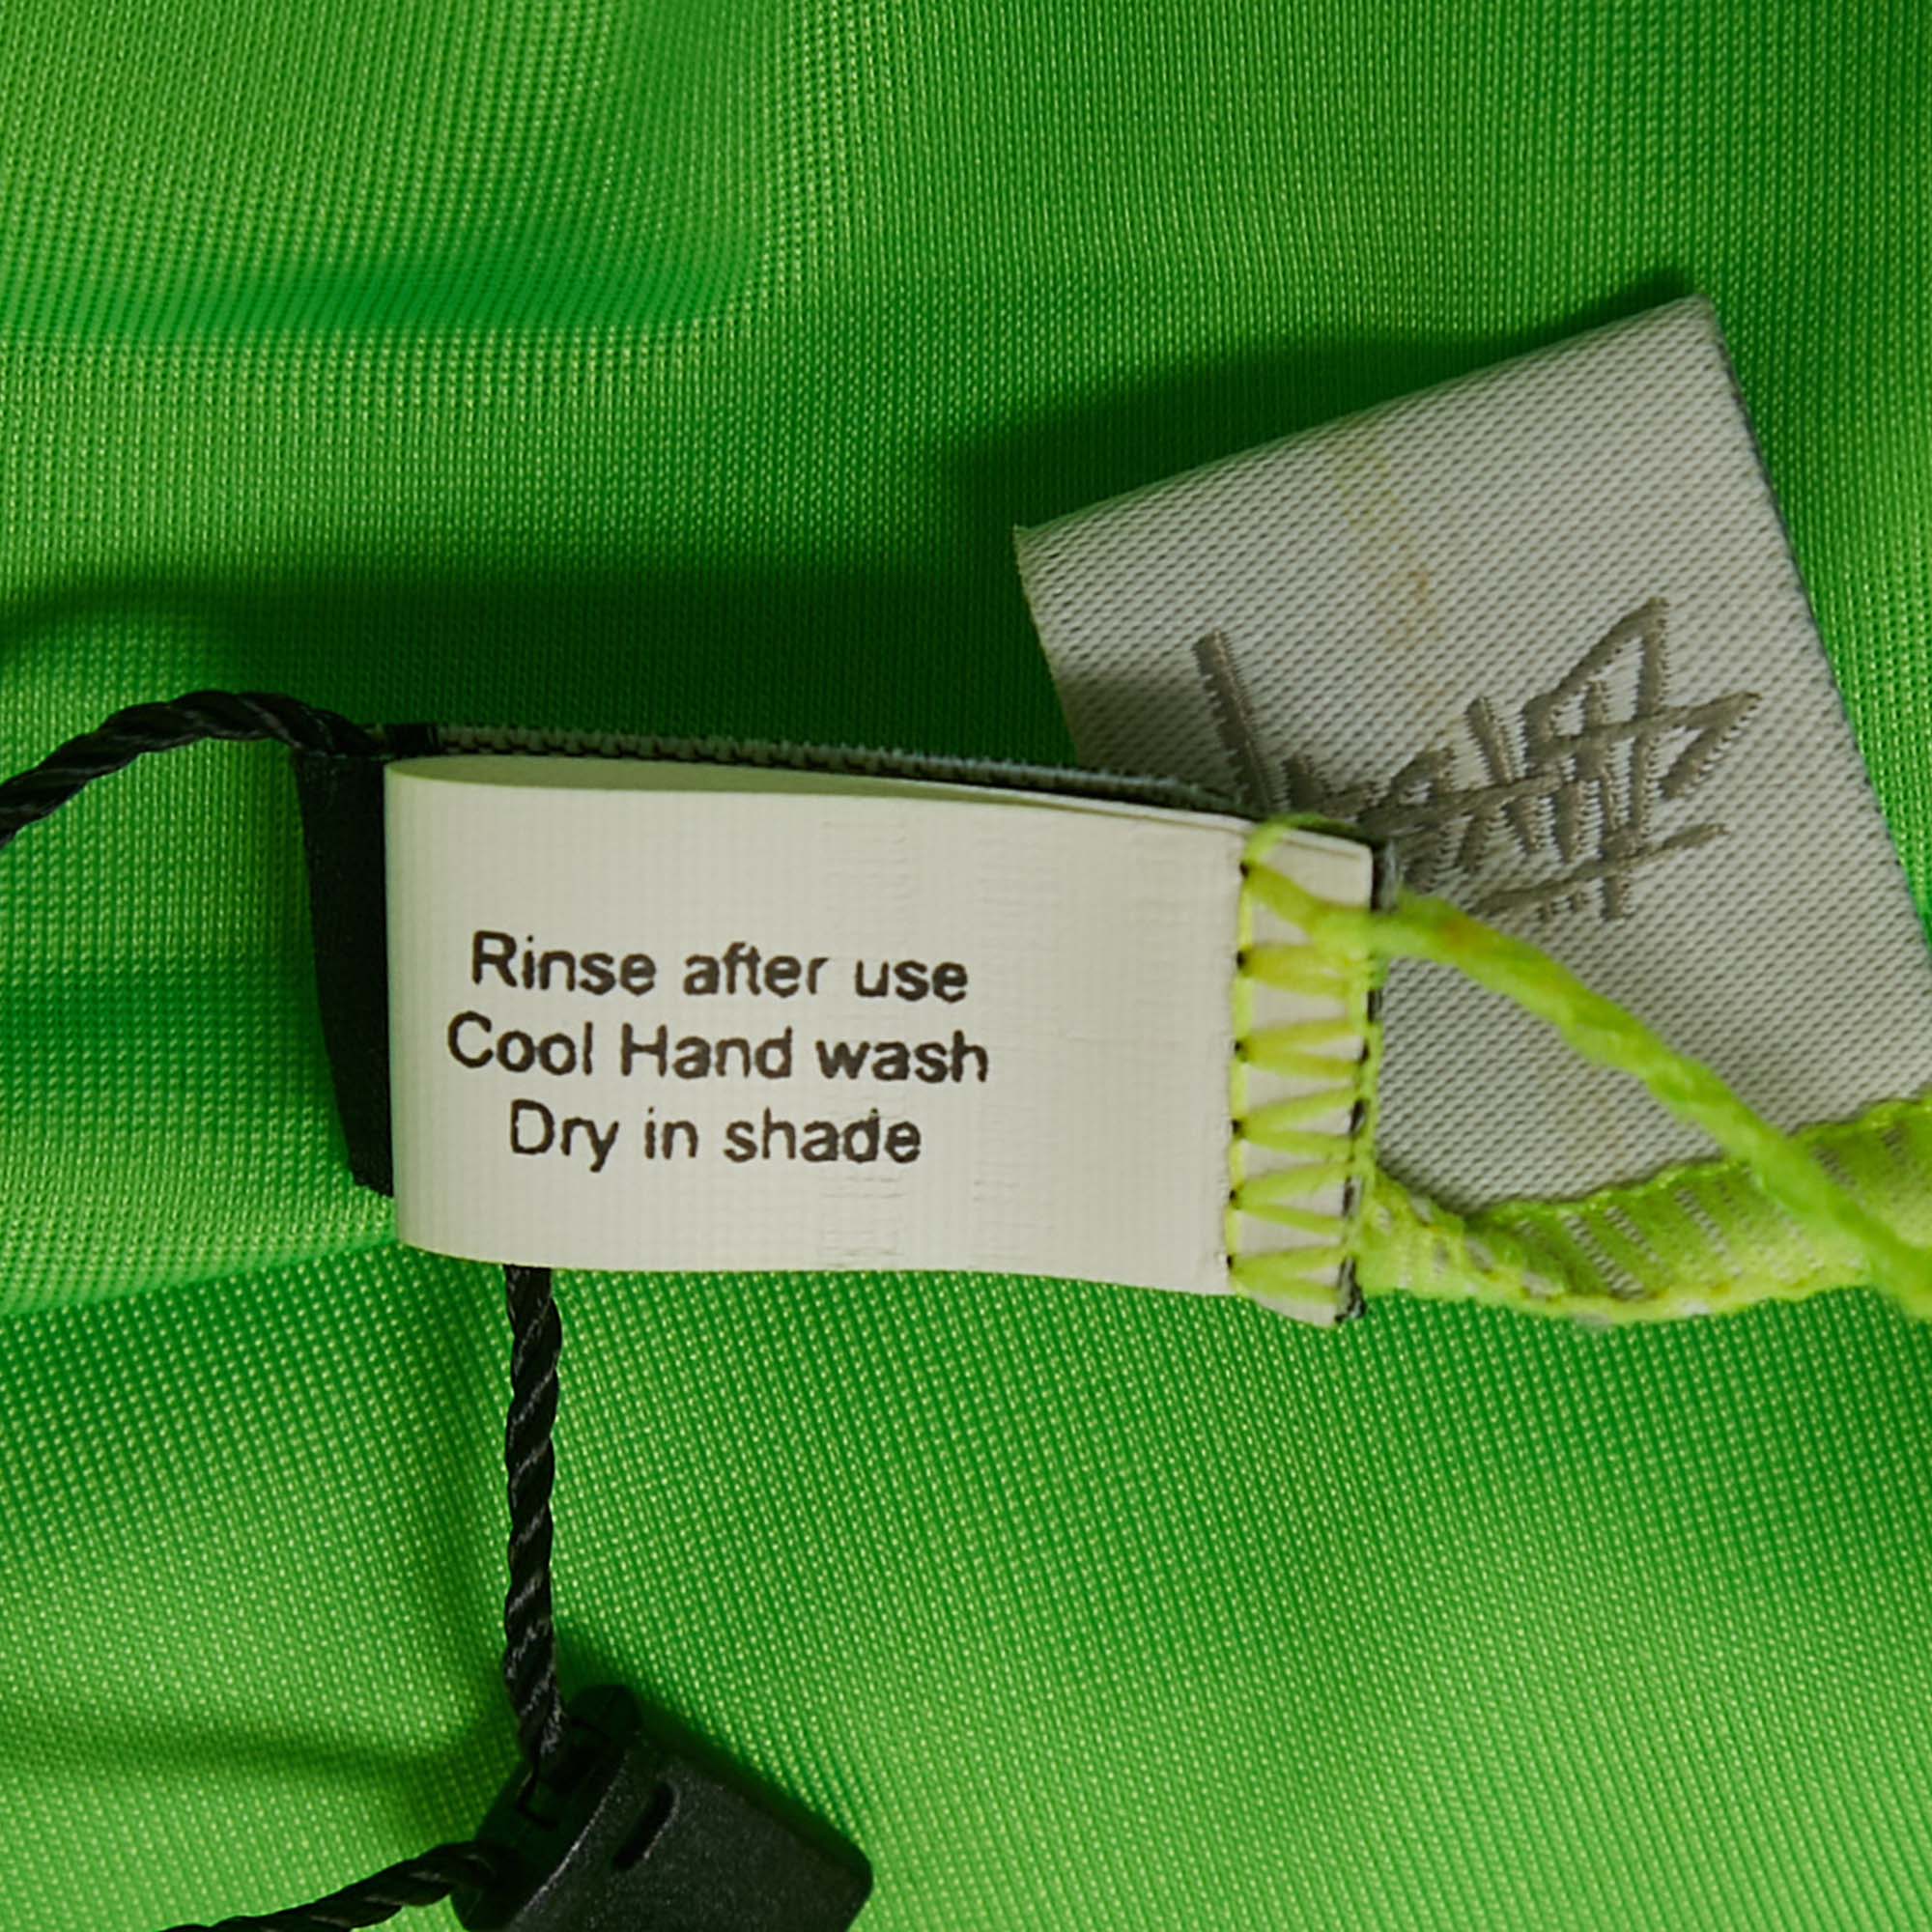 Rinse after use
Cool Hand wash
Dry in shade